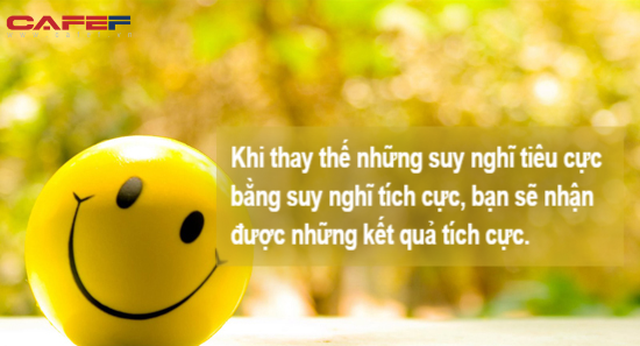 CAFEF
Khi thay thế những suy nghĩ tiêu cực
bằng suy nghĩ tích cực, bạn sẽ nhận
được những kết quả tích cực.